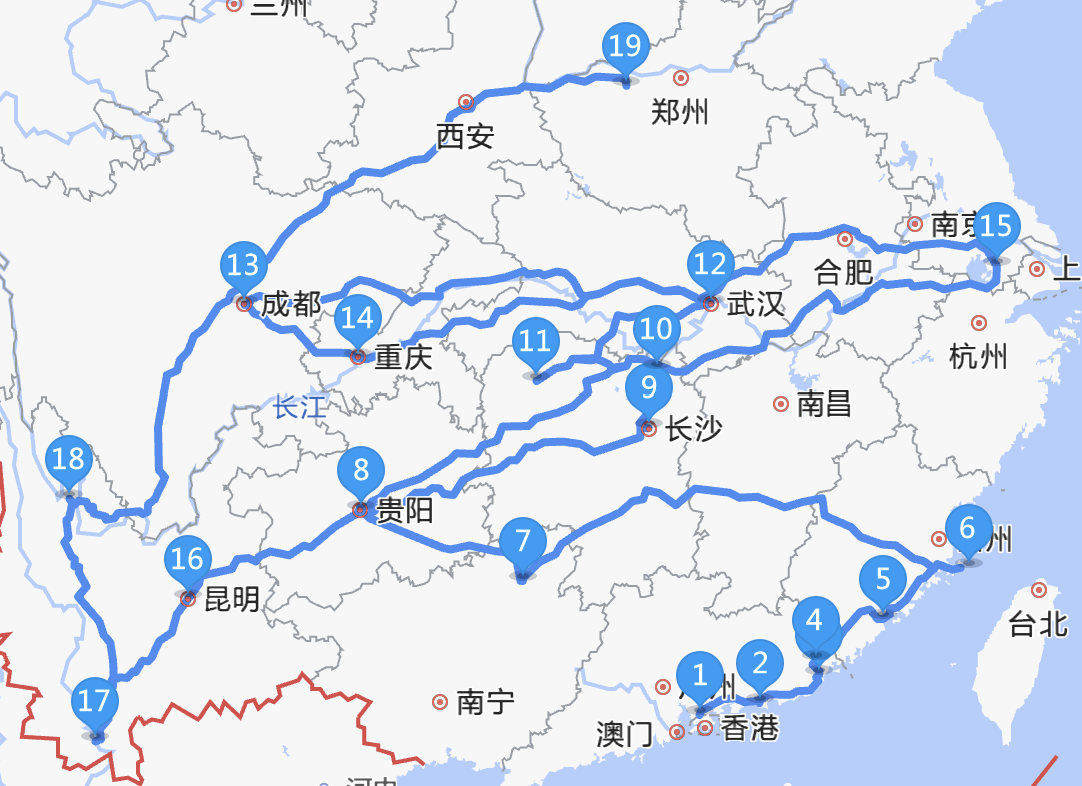 兰州
19
郑州
西安
南京
15
13
12
合肥
上
成都
武汉
14
10
11
杭州
重庆
9
南昌
长江
长沙
18
8
贵阳
7
6
州
16
5
昆明
4
台北
2
1
州
17
南宁
香港
澳门
河内